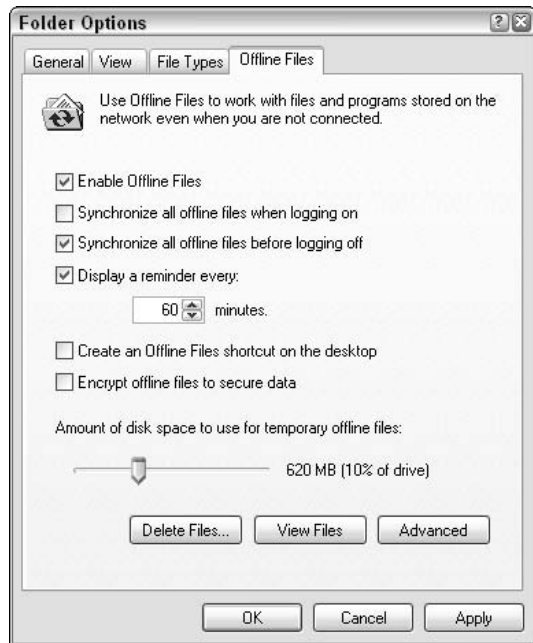 Folder Options
General View File Types Offline Files
Use Offline Files to work with files and programs stored on the
network even when you are not connected.
Enable Offline Files
Synchronize all offline files when logging on
Synchronize all offline files before logging off
Display a reminder every:
60 minutes.
Create an Offline Files shortcut on the desktop
Encrypt offline files to secure data
Amount of disk space to use for temporary offline files:
620 MB (10% of drive)
Delete Files... View Files Advanced
OK Cancel Apply